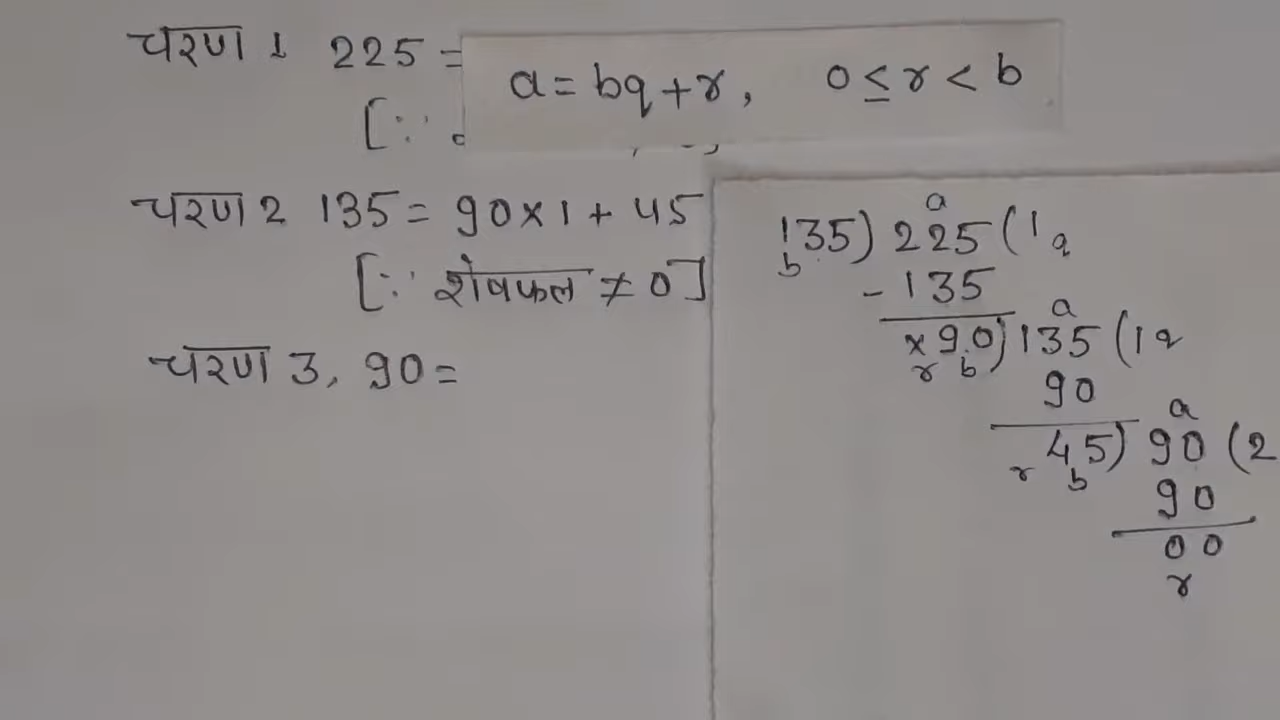 चरण 1 225 =
a = bq + r, 0 ≤ r < b
[∵
चरण 2 135 = 90 x 1 + 45
[∵ शेषफल ≠ 0]
चरण 3, 90 =
a
135) 225 (1 q
b
- 135
a
x 90) 135 (1 q
r b
90
a
45) 90 (2
r b
90
00
r